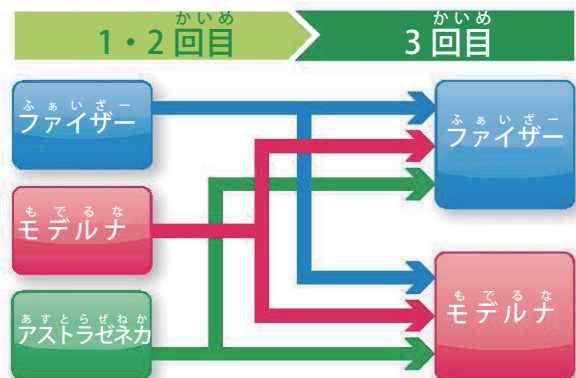 かいめ
1・2回目
かいめ
3回目
ふぁいざー
ファイザー
もでるな
モデルナ
あすとらぜねか
アストラゼネカ
ふぁいざー
ファイザー
もでるな
モデルナ